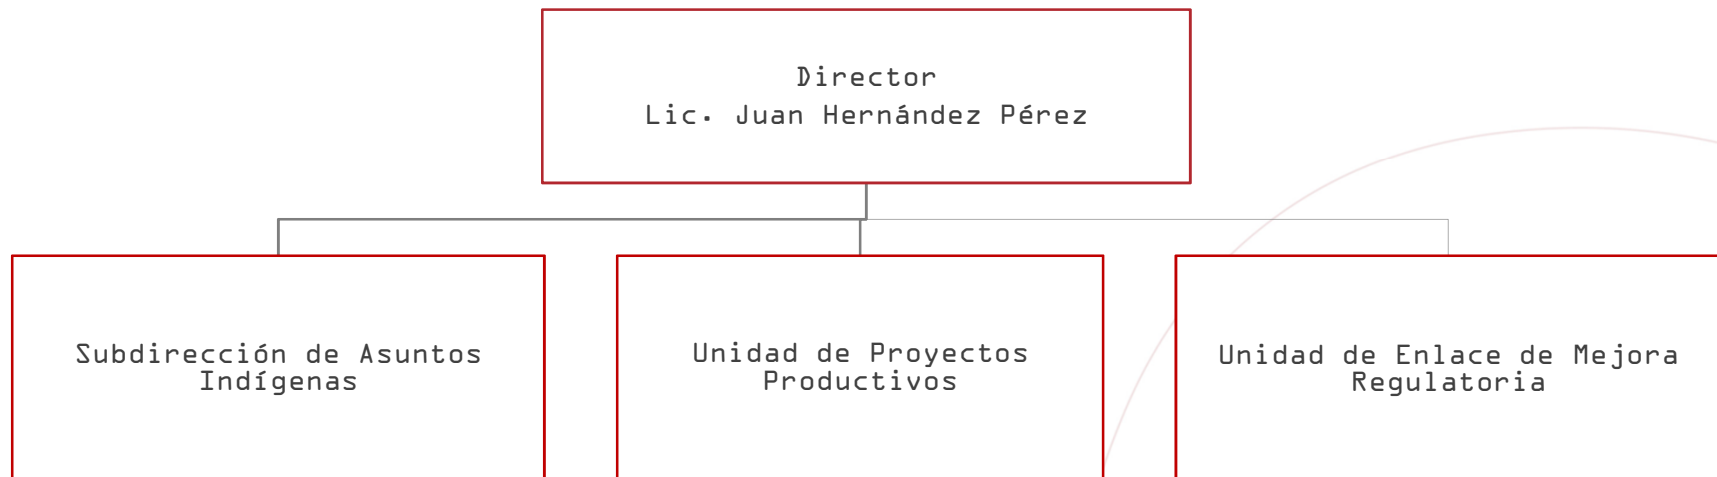 Director
Lic. Juan Hernández Pérez
Subdirección de Asuntos
Indígenas
Unidad de Proyectos
Productivos
Unidad de Enlace de Mejora
Regulatoria